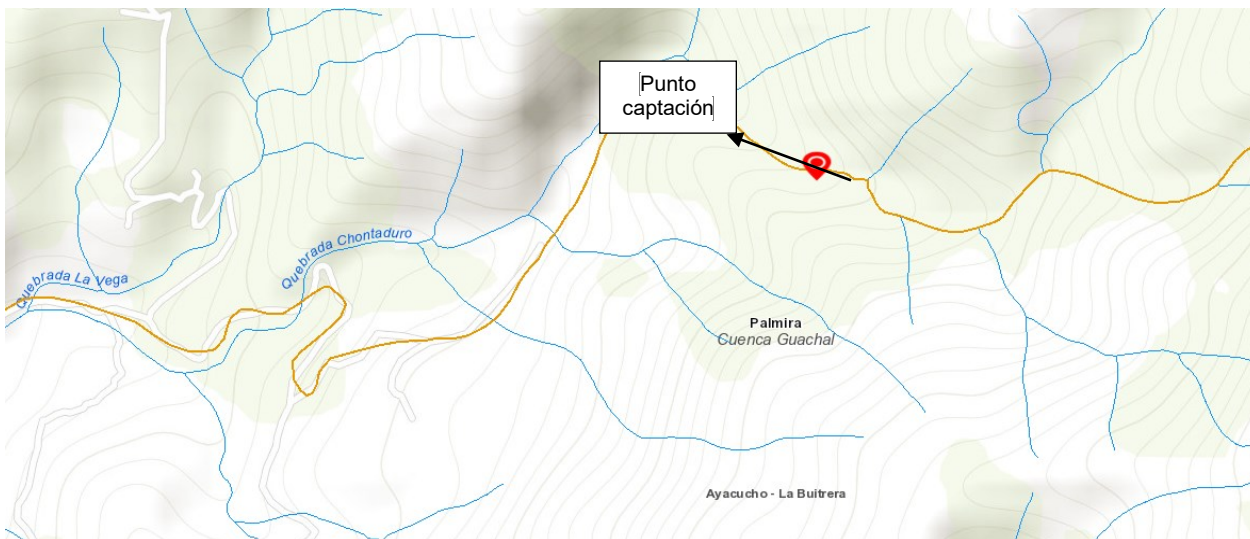 Punto
captación
Quebrada Chontaduro
Quebrada La Vega
Palmira
Cuenca Guachal
Ayacucho - La Buitrera